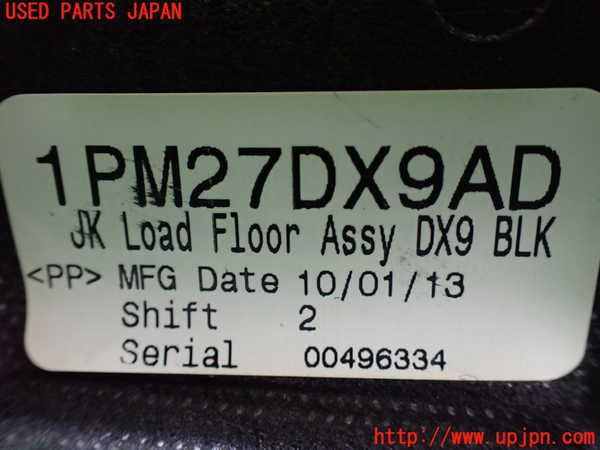 USED PARTS JAPAN
1PM27DX9AD
JK Load Floor Assy DX9 BLK
<PP> MFG Date 10/01/13
Shift 2
Serial 00496334
http://www.upjpn.com